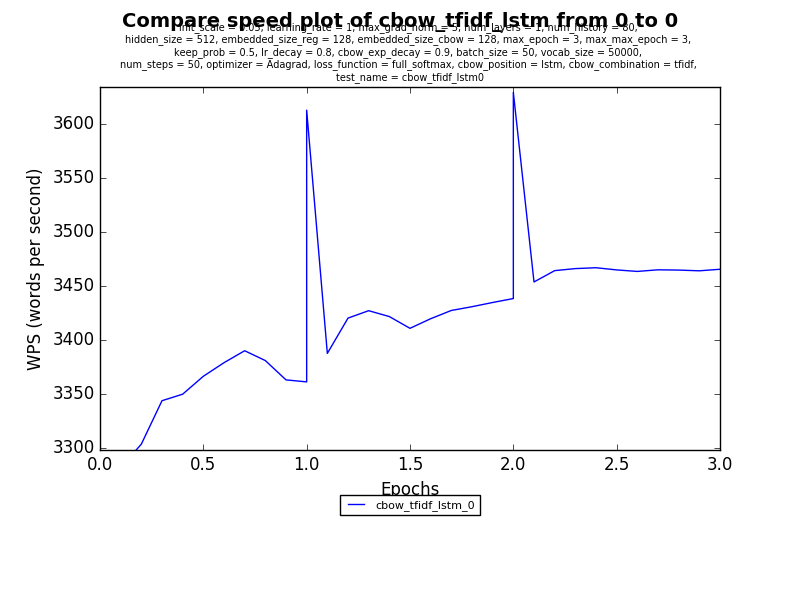 Compare speed plot of cbow_tfidf_lstm from 0 to 0
init_scale = 0.05, learning_rate = 1, max_grad_norm = 5, num_layers = 1, num_history = 60,
hidden_size = 512, embedded_size_reg = 128, embedded_size_cbow = 128, max_epoch = 3, max_max_epoch = 3,
keep_prob = 0.5, lr_decay = 0.8, cbow_exp_decay = 0.9, batch_size = 50, vocab_size = 50000,
num_steps = 50, optimizer = Adagrad, loss_function = full_softmax, cbow_position = lstm, cbow_combination = tfidf,
test_name = cbow_tfidf_lstm0
3600
3550
3500
3450
3400
3350
3300
WPS (words per second)
0.0 0.5 1.0 1.5 2.0 2.5 3.0
Epochs
cbow_tfidf_lstm_0